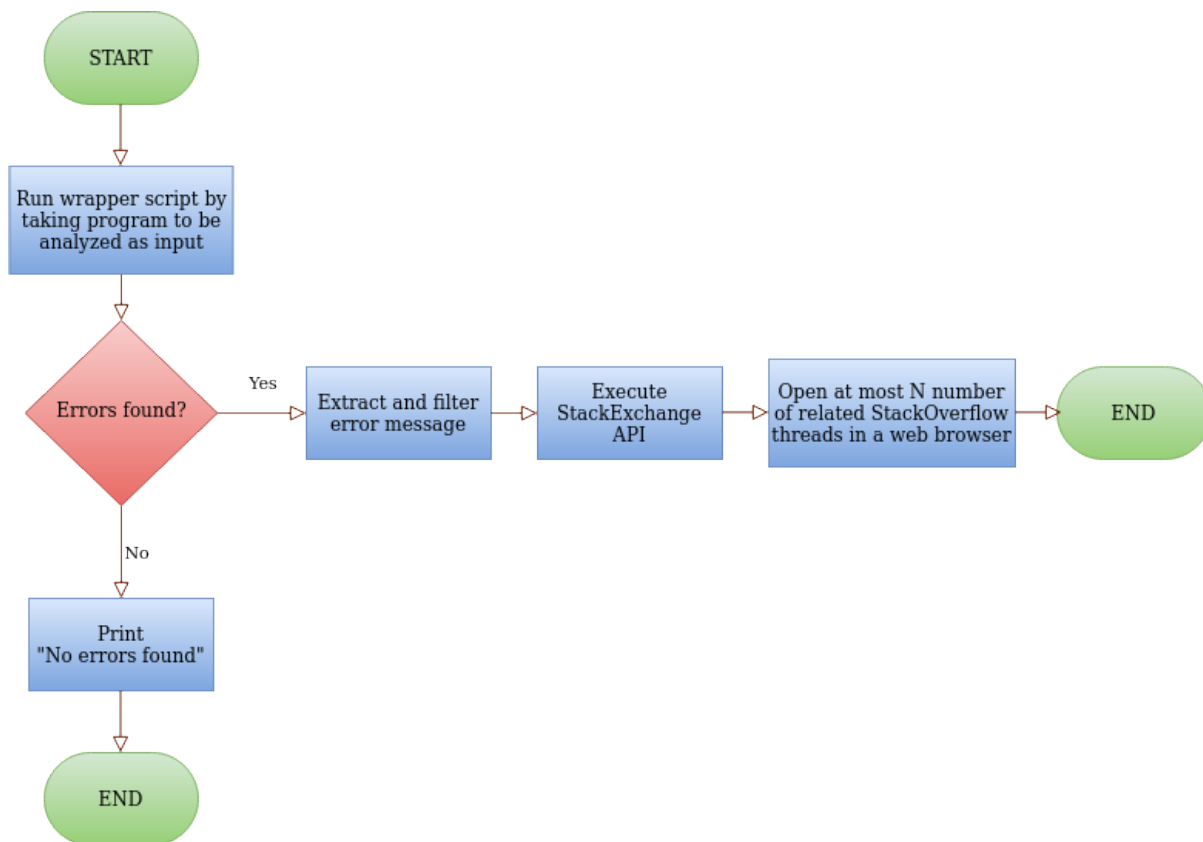 START
Run wrapper script by
taking program to be
analyzed as input
Errors found?
Yes
Extract and filter
error message
Execute
StackExchange
API
Open at most N number
of related StackOverflow
threads in a web browser
END
No
Print
"No errors found"
END